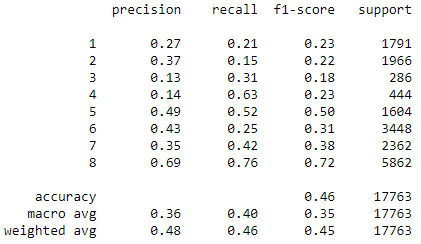 precision recall f1-score support
1 0.27 0.21 0.23 1791
2 0.37 0.15 0.22 1966
3 0.13 0.31 0.18 286
4 0.14 0.63 0.23 444
5 0.49 0.52 0.50 1604
6 0.43 0.25 0.31 3448
7 0.35 0.42 0.38 2362
8 0.69 0.76 0.72 5862
accuracy 0.46 17763
macro avg 0.36 0.40 0.35 17763
weighted avg 0.48 0.46 0.45 17763